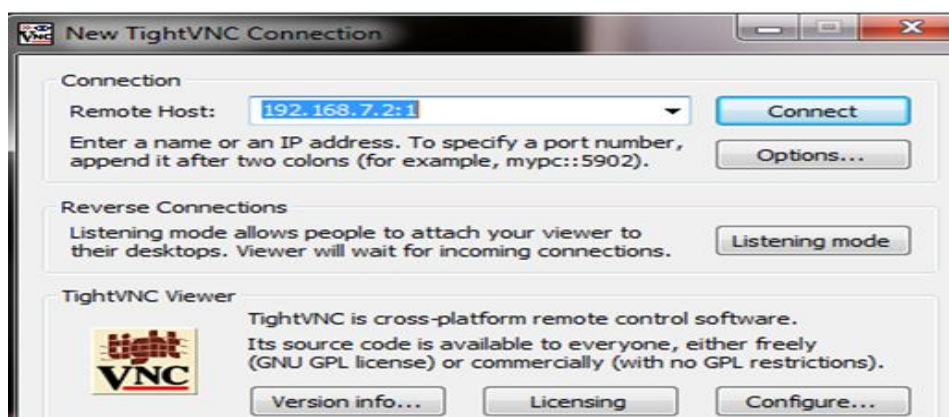 New TightVNC Connection
Connection
Remote Host: 192.168.7.2:1 Connect
Enter a name or an IP address. To specify a port number,
append it after two colons (for example, mypc::5902).
Options...
Reverse Connections
Listening mode allows people to attach your viewer to
their desktops. Viewer will wait for incoming connections.
Listening mode
TightVNC Viewer
tight
VNC
TightVNC is cross-platform remote control software.
Its source code is available to everyone, either freely
(GNU GPL license) or commercially (with no GPL restrictions).
Version info... Licensing Configure...